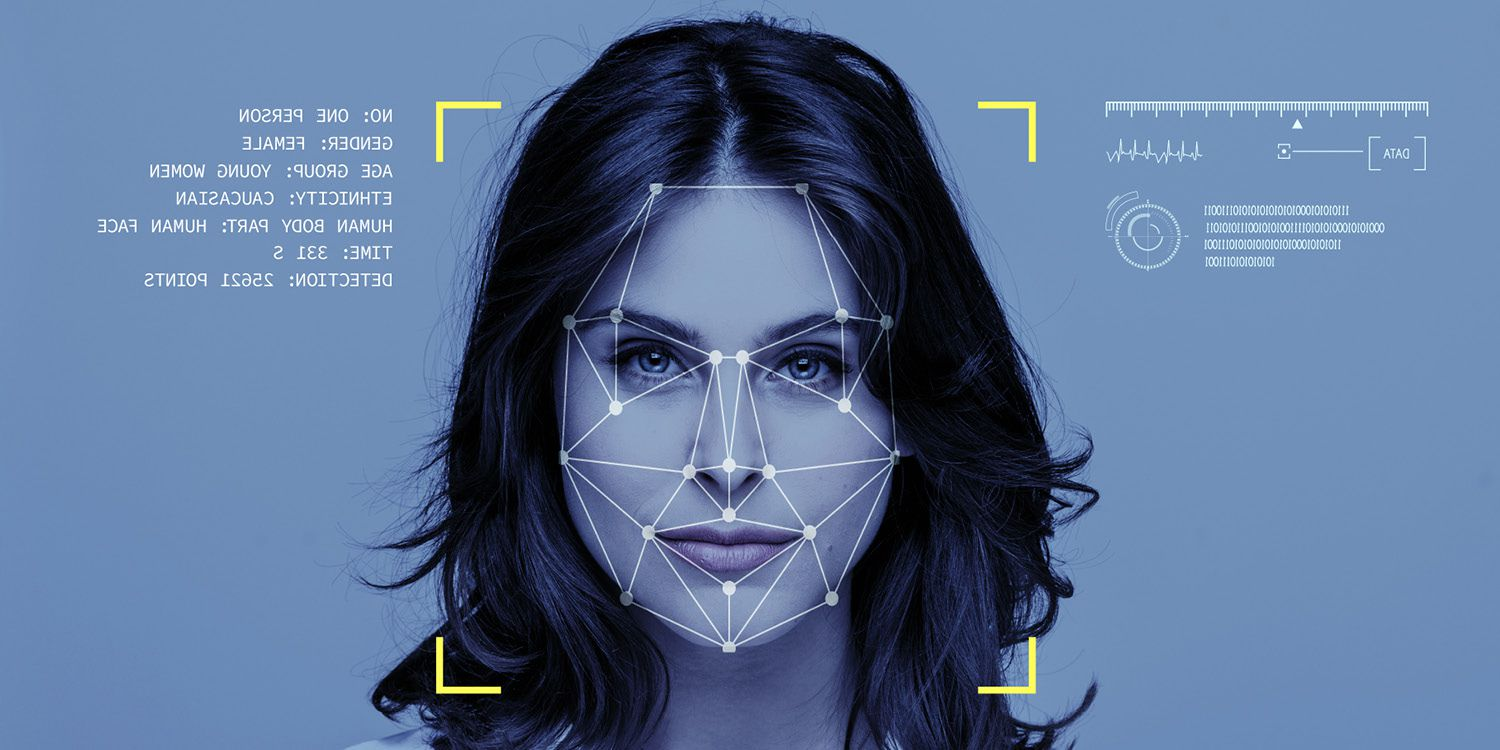 NO: ONE PERSON
GENDER: FEMALE
AGE GROUP: YOUNG WOMEN
ETHNICITY: CAUCASIAN
HUMAN BODY PART: HUMAN FACE
TIME: 331 S
DETECTION: 25621 POINTS
DATA